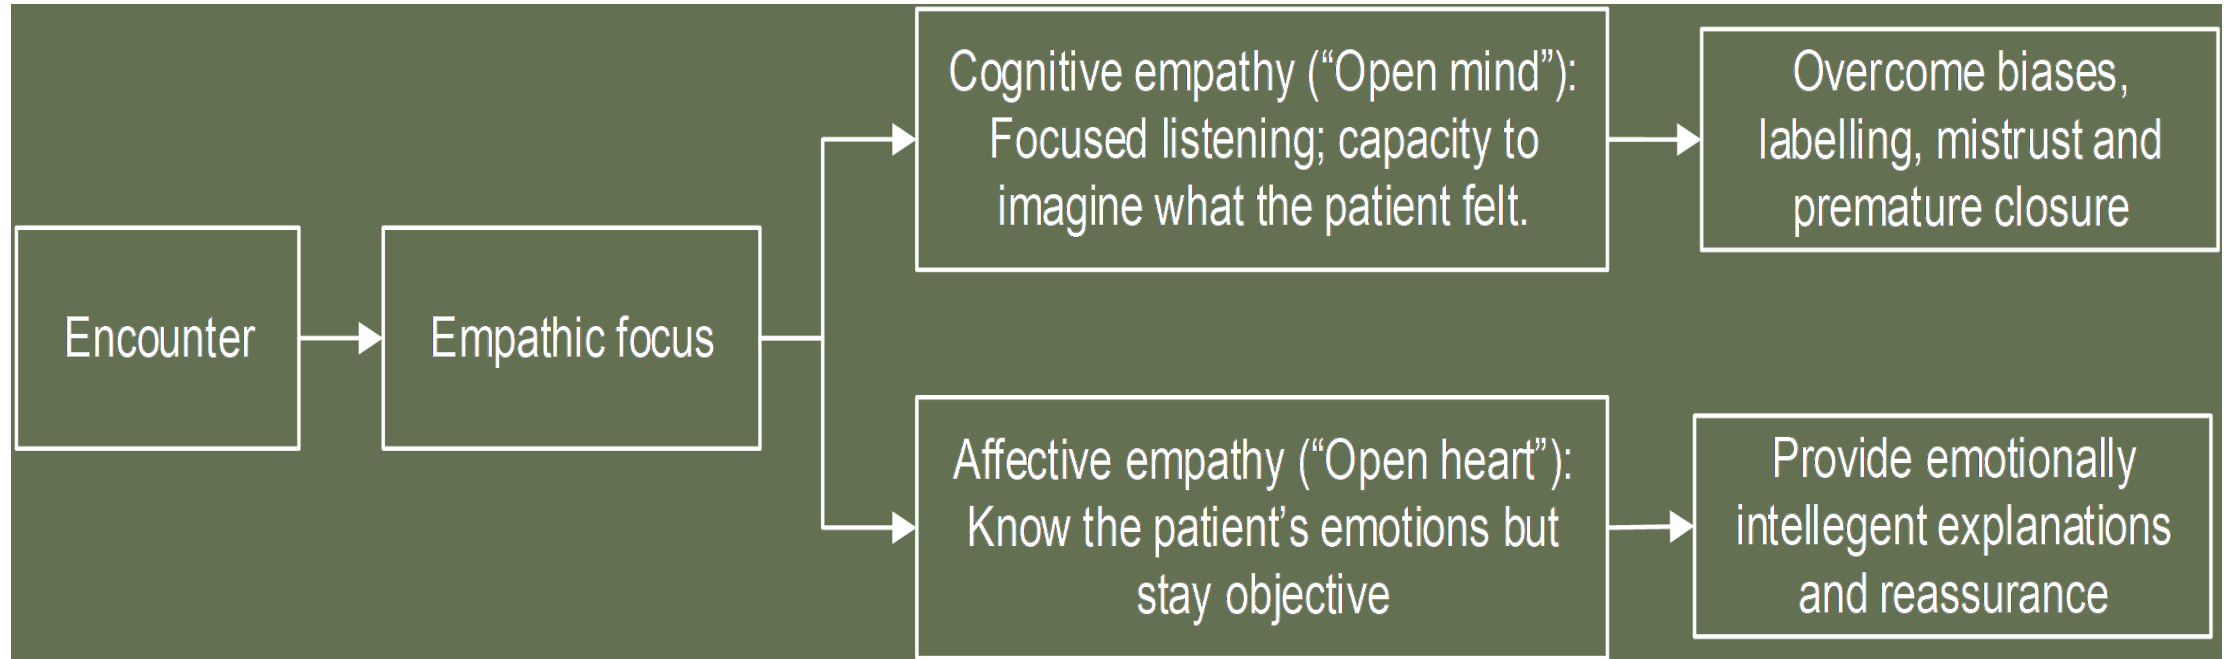 Encounter
Empathic focus
Cognitive empathy (“Open mind”):
Focused listening; capacity to
imagine what the patient felt.
Overcome biases,
labelling, mistrust and
premature closure
Affective empathy (“Open heart”):
Know the patient’s emotions but
stay objective
Provide emotionally
intellegent explanations
and reassurance